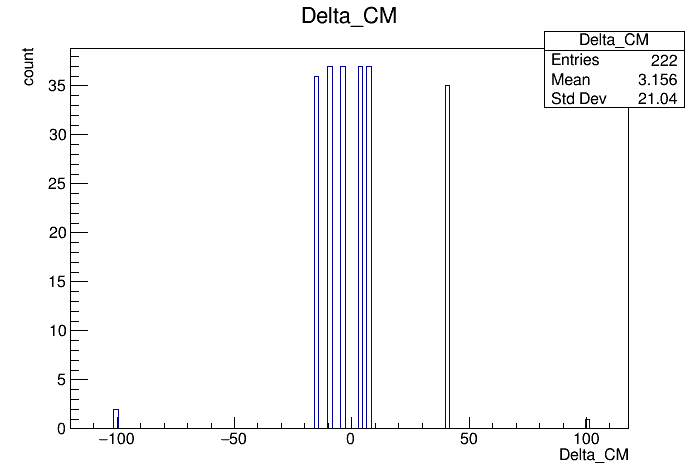 Delta_CM
Delta_CM
Entries 222
Mean 3.156
Std Dev 21.04
count
35
30
25
20
15
10
5
0
−100 −50 0 50 100
Delta_CM